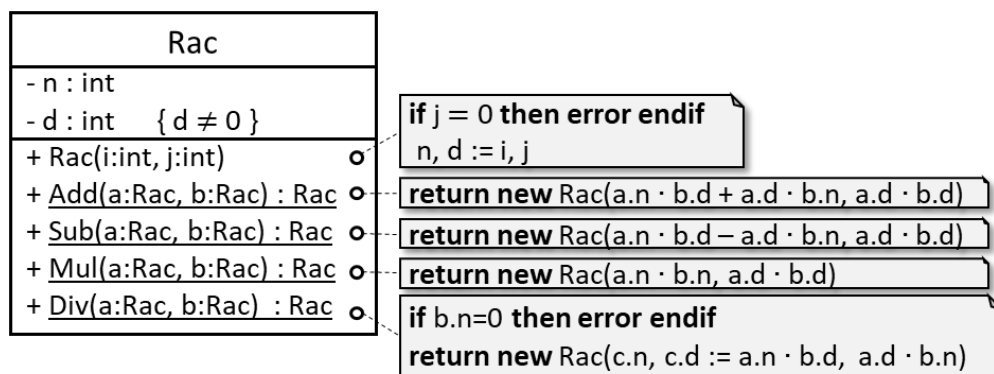 Rac
- n : int
- d : int { d ≠ 0 }
+ Rac(i:int, j:int)
+ Add(a:Rac, b:Rac) : Rac
+ Sub(a:Rac, b:Rac) : Rac
+ Mul(a:Rac, b:Rac) : Rac
+ Div(a:Rac, b:Rac) : Rac
if j = 0 then error endif
n, d := i, j
return new Rac(a.n · b.d + a.d · b.n, a.d · b.d)
return new Rac(a.n · b.d – a.d · b.n, a.d · b.d)
return new Rac(a.n · b.n, a.d · b.d)
if b.n=0 then error endif
return new Rac(c.n, c.d := a.n · b.d, a.d · b.n)